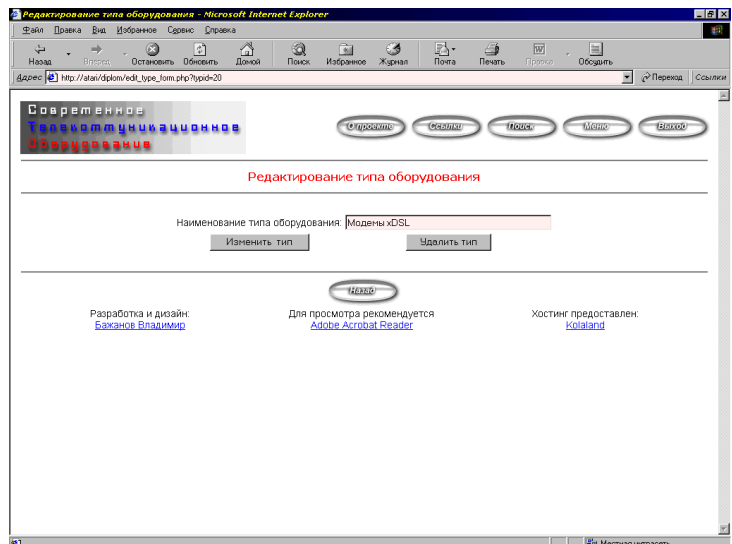 Редактирование типа оборудования - Microsoft Internet Explorer
Файл Правка Вид Избранное Сервис Справка
Назад Вперед Остановить Обновить Домой Поиск Избранное Журнал Почта Печать Правка Обсудить
Адрес http://atari/diplom/edit_type_form.php?typid=20 Переход Ссылки
Современное
Телекоммуникационное
Оборудование
О проекте Ссылки Поиск Меню Выход
Редактирование типа оборудования
Наименование типа оборудования: Модемы xDSL
Изменить тип Удалить тип
Назад
Разработка и дизайн: Для просмотра рекомендуется Хостинг предоставлен:
Бажанов Владимир Adobe Acrobat Reader Kolaland
Местная интрасеть